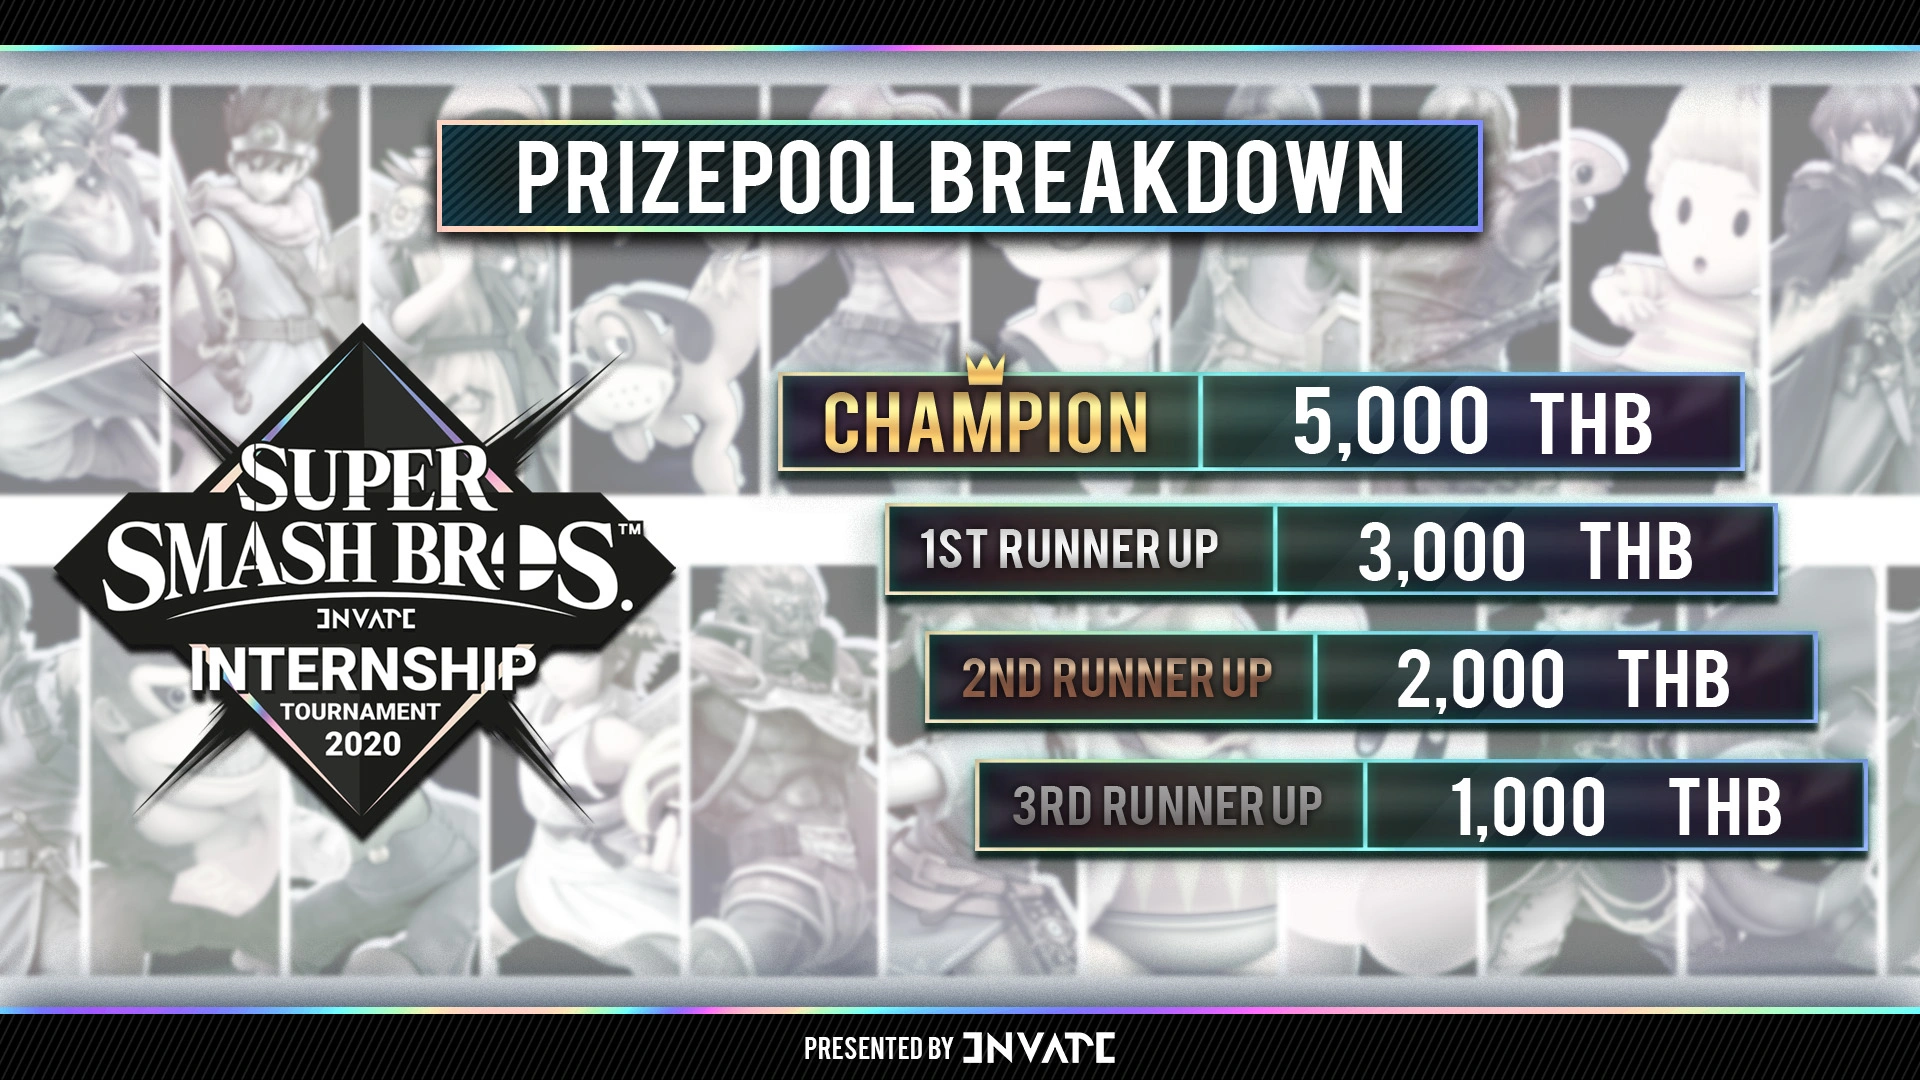 PRIZEPOOL BREAKDOWN
CHAMPION 5,000 THB
1ST RUNNER UP 3,000 THB
2ND RUNNER UP 2,000 THB
3RD RUNNER UP 1,000 THB
SUPER
SMASH BROS.™
INVATE
INTERNSHIP
TOURNAMENT
2020
PRESENTED BY INVATE